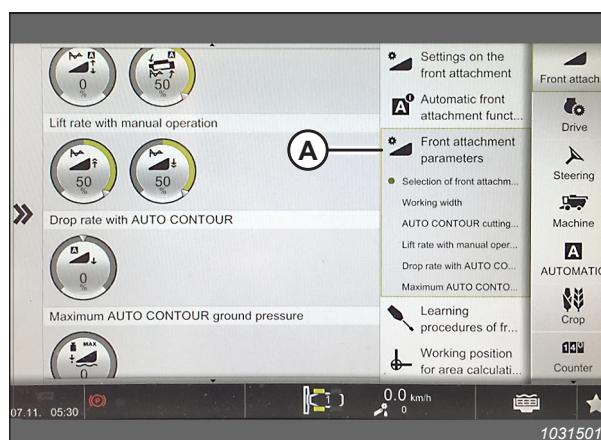 0
%
50
%
Lift rate with manual operation
50
%
50
%
Drop rate with AUTO CONTOUR
A
0
%
Maximum AUTO CONTOUR ground pressure
MAX
0
Settings on the
front attachment
Automatic front
attachment funct...
A
Front attachment
parameters
Selection of front attachm...
Working width
AUTO CONTOUR cutting...
Lift rate with manual oper...
Drop rate with AUTO CO...
Maximum AUTO CONTO...
Learning
procedures of fr...
Working position
for area calculati...
Front attach
Drive
Steering
Machine
A
AUTOMATIC
Crop
Counter
07.11. 05:30
(P)
1
0.0 km/h
0
1031501